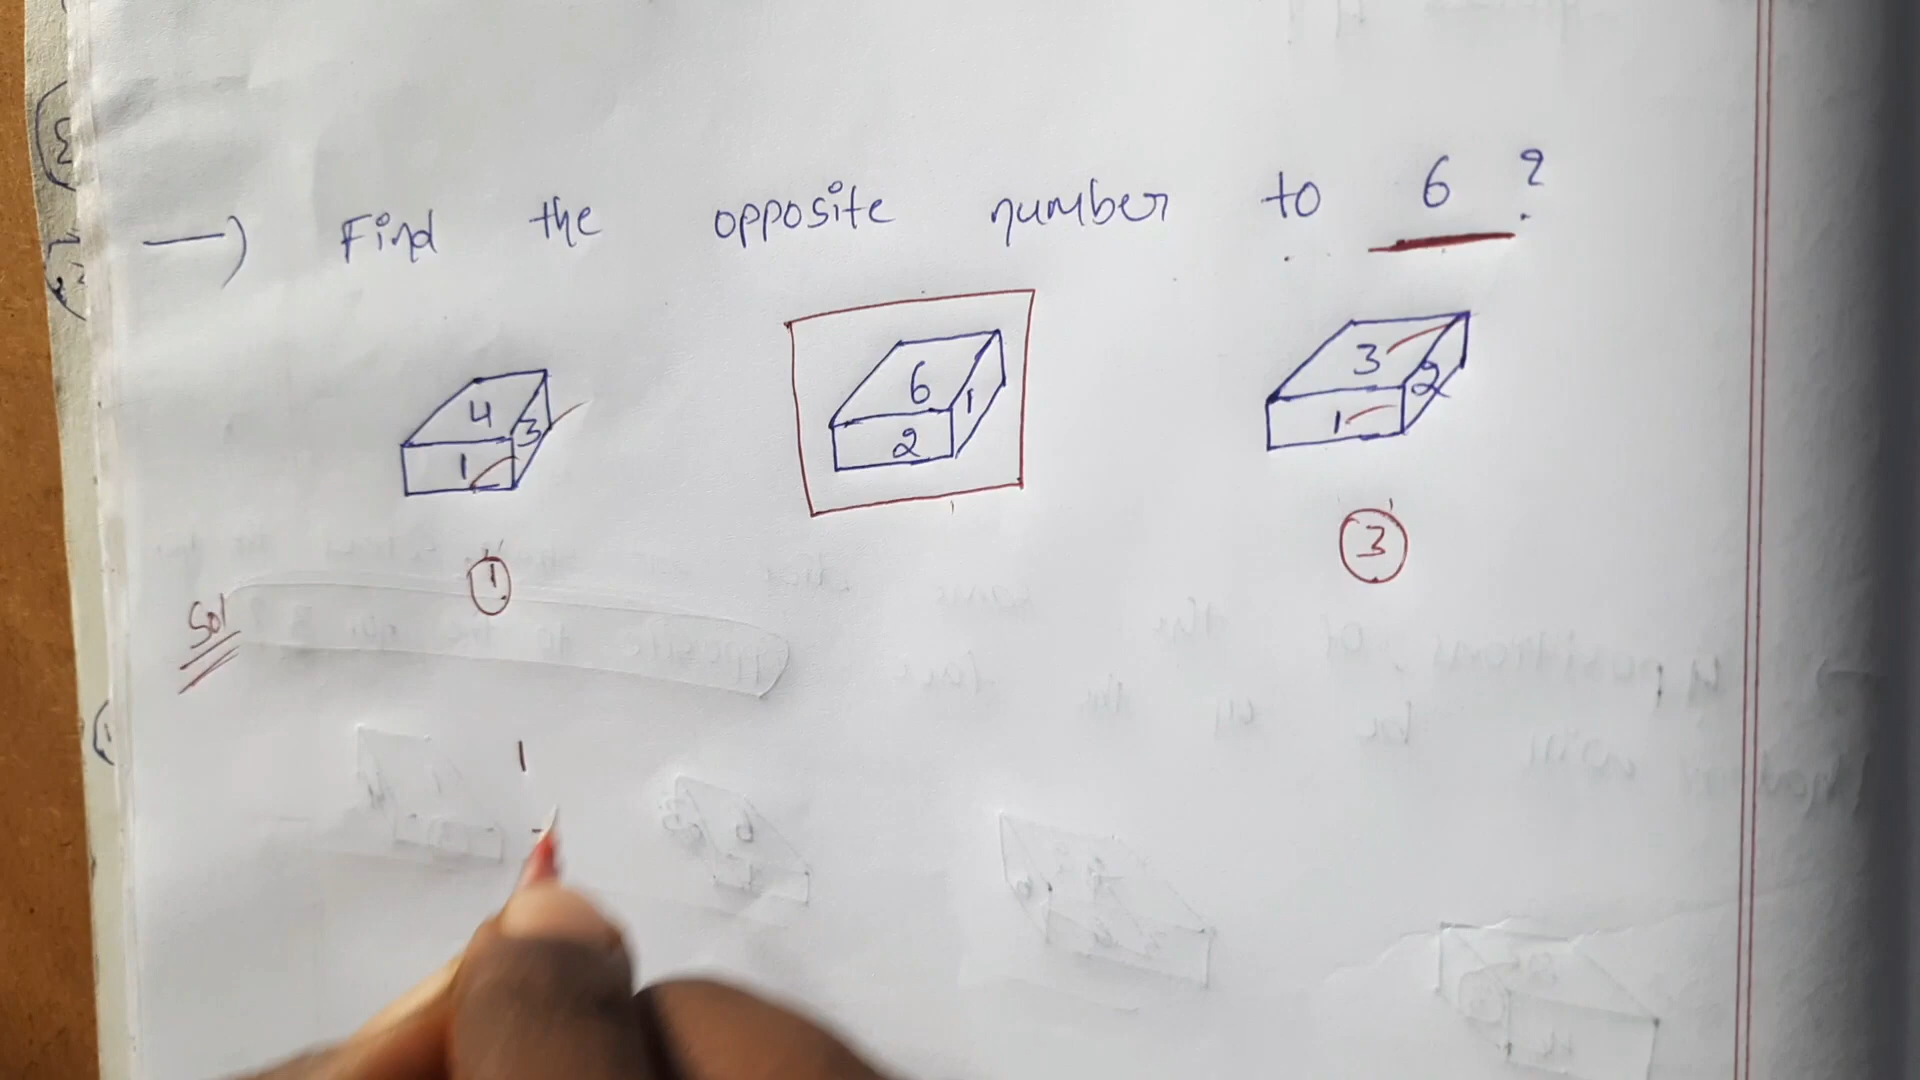 —) Find the opposite number to 6 ?
4 3 1
6 1 2
3 2 1
1 3
Sol
1